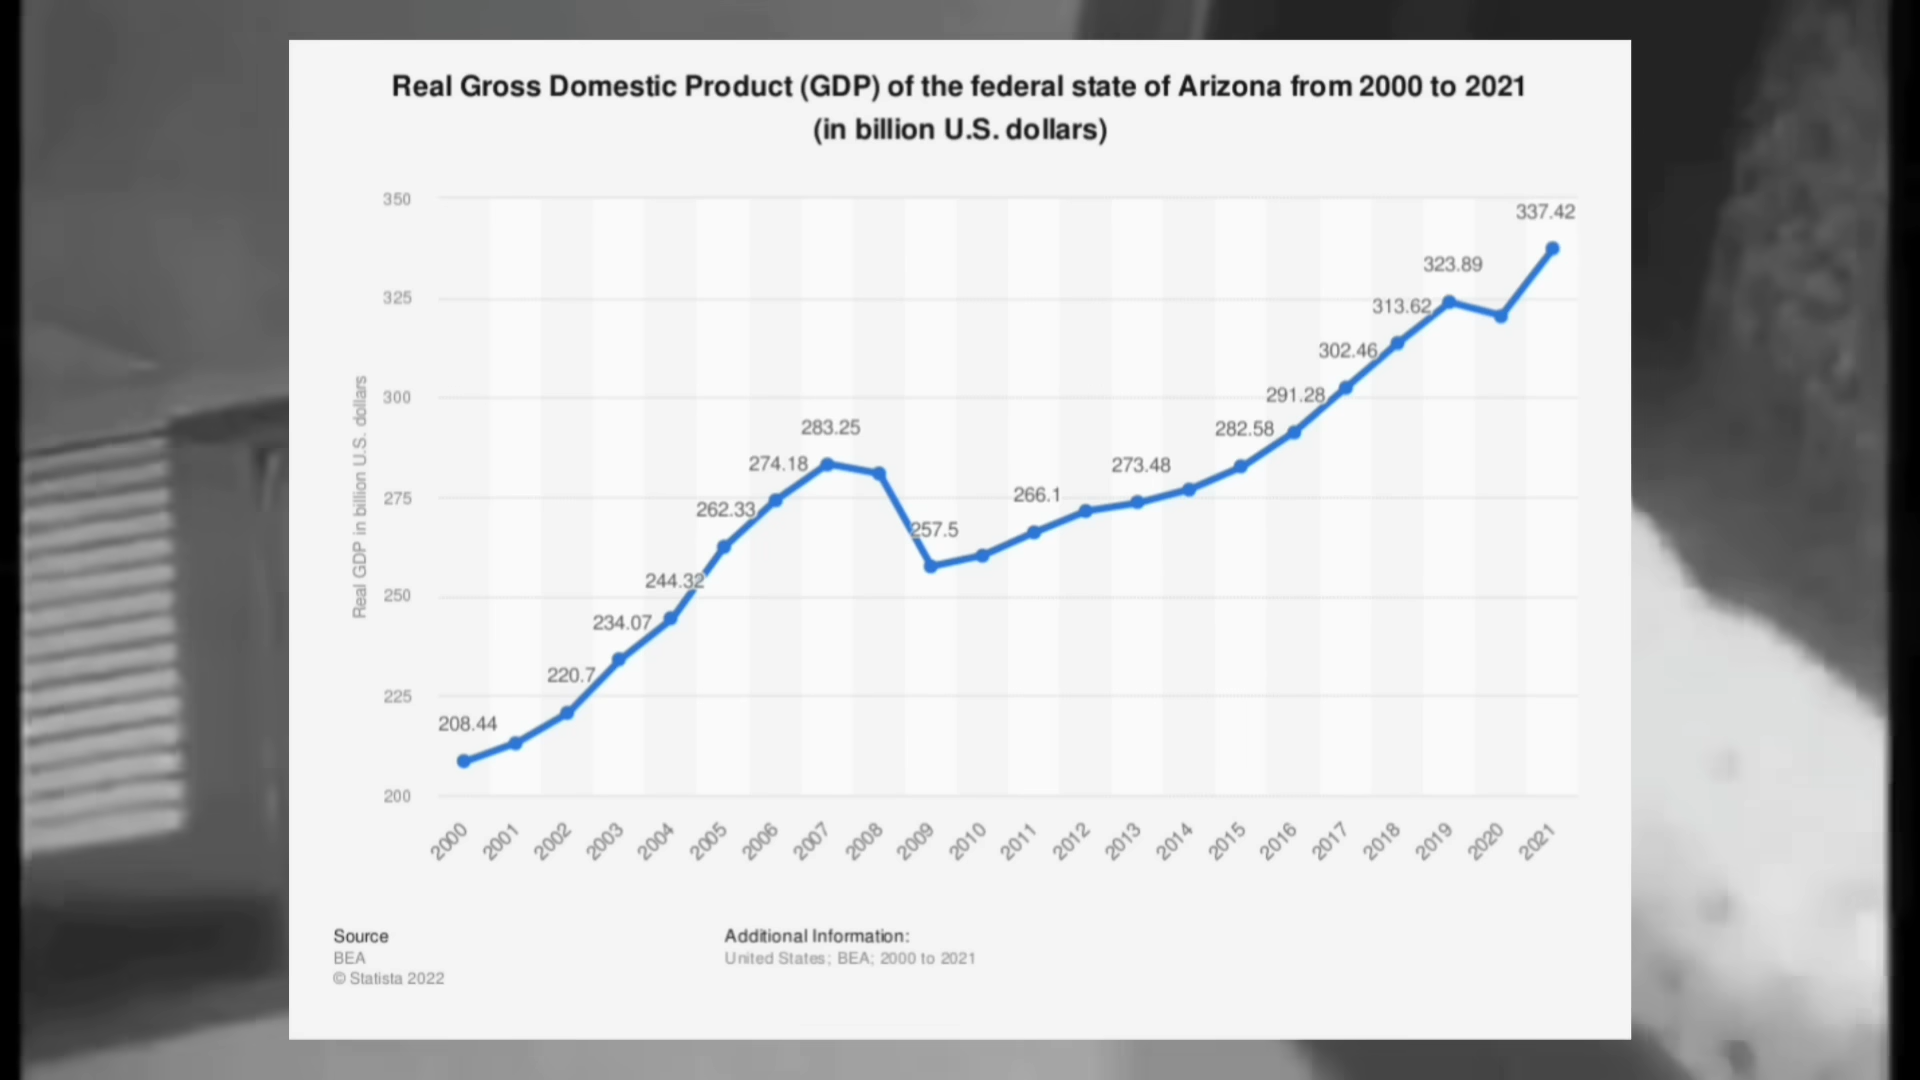 Real Gross Domestic Product (GDP) of the federal state of Arizona from 2000 to 2021
(in billion U.S. dollars)
Real GDP in billion U.S. dollars
350
325
300
275
250
225
200
208.44
220.7
234.07
244.32
262.33
274.18
283.25
257.5
266.1
273.48
282.58
291.28
302.46
313.62
323.89
337.42
2000 2001 2002 2003 2004 2005 2006 2007 2008 2009 2010 2011 2012 2013 2014 2015 2016 2017 2018 2019 2020 2021
Source
BEA
© Statista 2022
Additional Information:
United States; BEA; 2000 to 2021